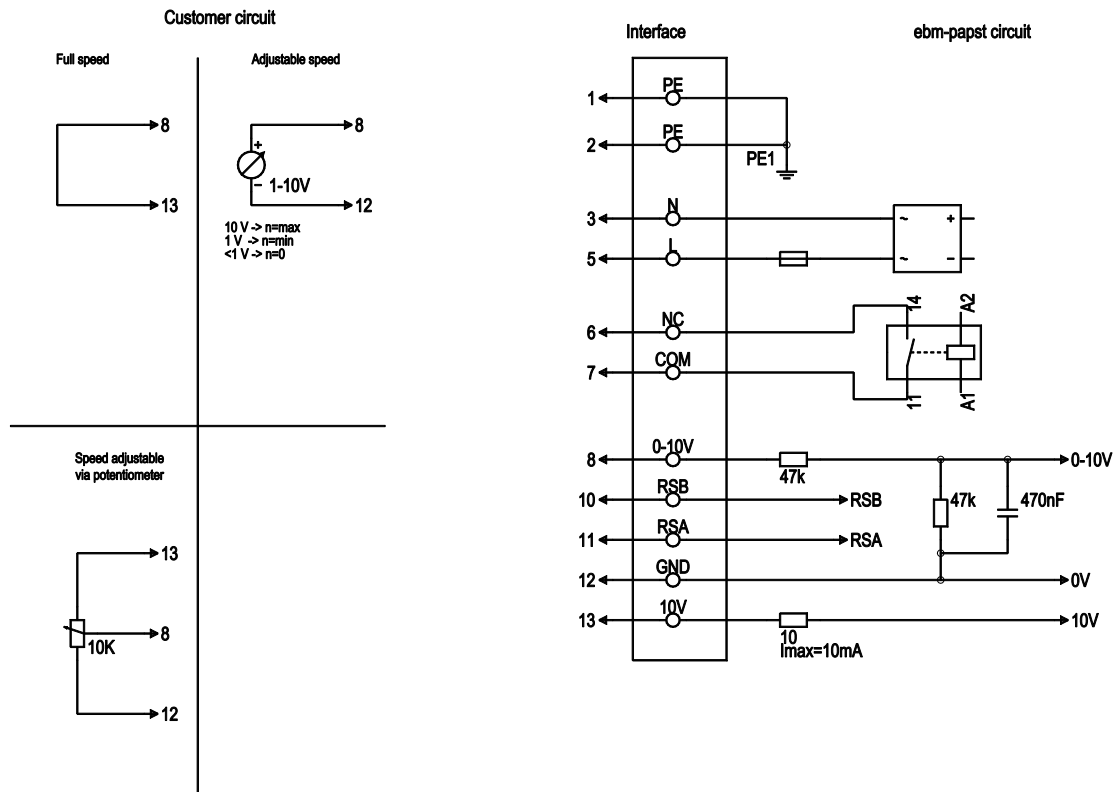 Customer circuit
Full speed
Adjustable speed
8
13
8
+
−
1-10V
12
10 V -> n=max
1 V -> n=min
<1 V -> n=0
Speed adjustable
via potentiometer
13
8
10K
12
Interface
ebm-papst circuit
1
PE
2
PE
PE1
3
N
~
+
5
L
~
−
6
NC
14
A2
7
COM
11
A1
8
0-10V
47k
0-10V
10
RSB
RSB
47k
470nF
11
RSA
RSA
12
GND
0V
13
10V
10
Imax=10mA
10V